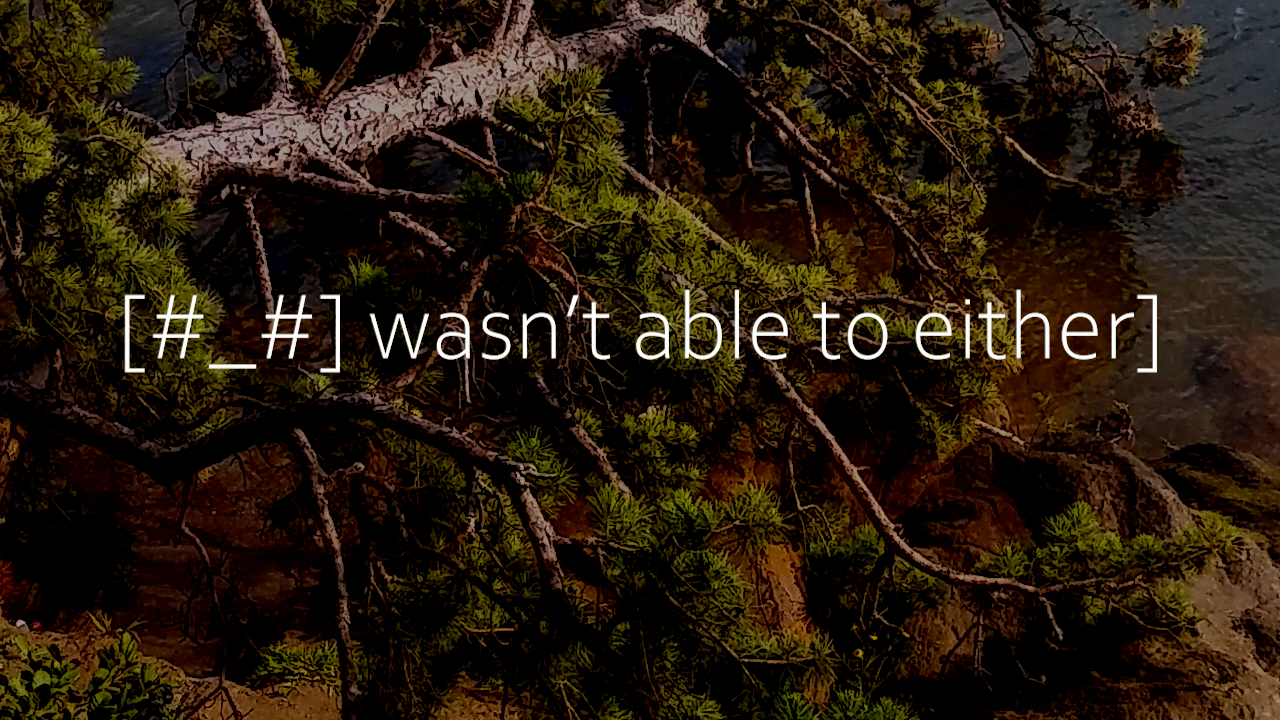 [#_#] wasn’t able to either]